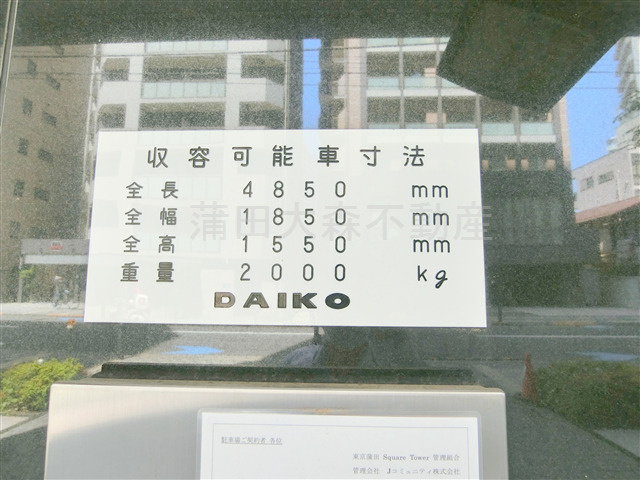 収容可能車寸法
全長 4850 mm
全幅 1850 mm
蒲田大森不動産
全高 1550 mm
重量 2000 kg
DAIKO
駐車場ご契約者 各位
東京蒲田 Square Tower 管理組合
管理会社 Jコミュニティ株式会社